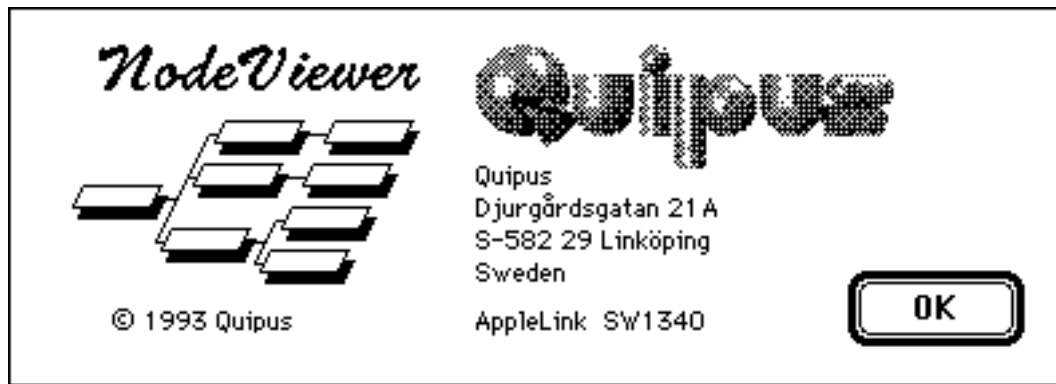 NodeViewer
© 1993 Quipus
Quipus
Quipus
Djurgårdsgatan 21 A
S-582 29 Linköping
Sweden
AppleLink SW1340
OK